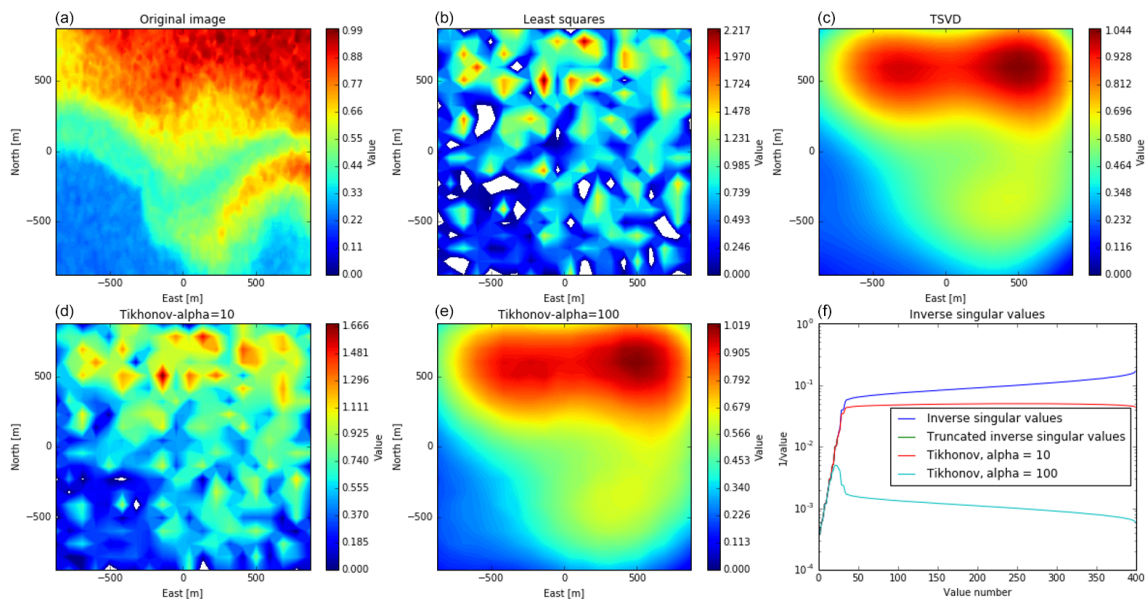 (a) Original image
500
0
−500
North [m]
−500 0 500
East [m]
0.99
0.88
0.77
0.66
0.55
0.44
0.33
0.22
0.11
0.00
Value
(b) Least squares
500
0
−500
North [m]
−500 0 500
East [m]
2.217
1.970
1.724
1.478
1.231
0.985
0.739
0.493
0.246
0.000
Value
(c) TSVD
500
0
−500
North [m]
−500 0 500
East [m]
1.044
0.928
0.812
0.696
0.580
0.464
0.348
0.232
0.116
0.000
Value
(d) Tikhonov-alpha=10
500
0
−500
North [m]
−500 0 500
East [m]
1.666
1.481
1.296
1.111
0.925
0.740
0.555
0.370
0.185
0.000
Value
(e) Tikhonov-alpha=100
500
0
−500
North [m]
−500 0 500
East [m]
1.019
0.905
0.792
0.679
0.566
0.453
0.340
0.226
0.113
0.000
Value
(f) Inverse singular values
10⁰
10⁻¹
10⁻²
10⁻³
10⁻⁴
1/value
Inverse singular values
Truncated inverse singular values
Tikhonov, alpha = 10
Tikhonov, alpha = 100
0 50 100 150 200 250 300 350 400
Value number